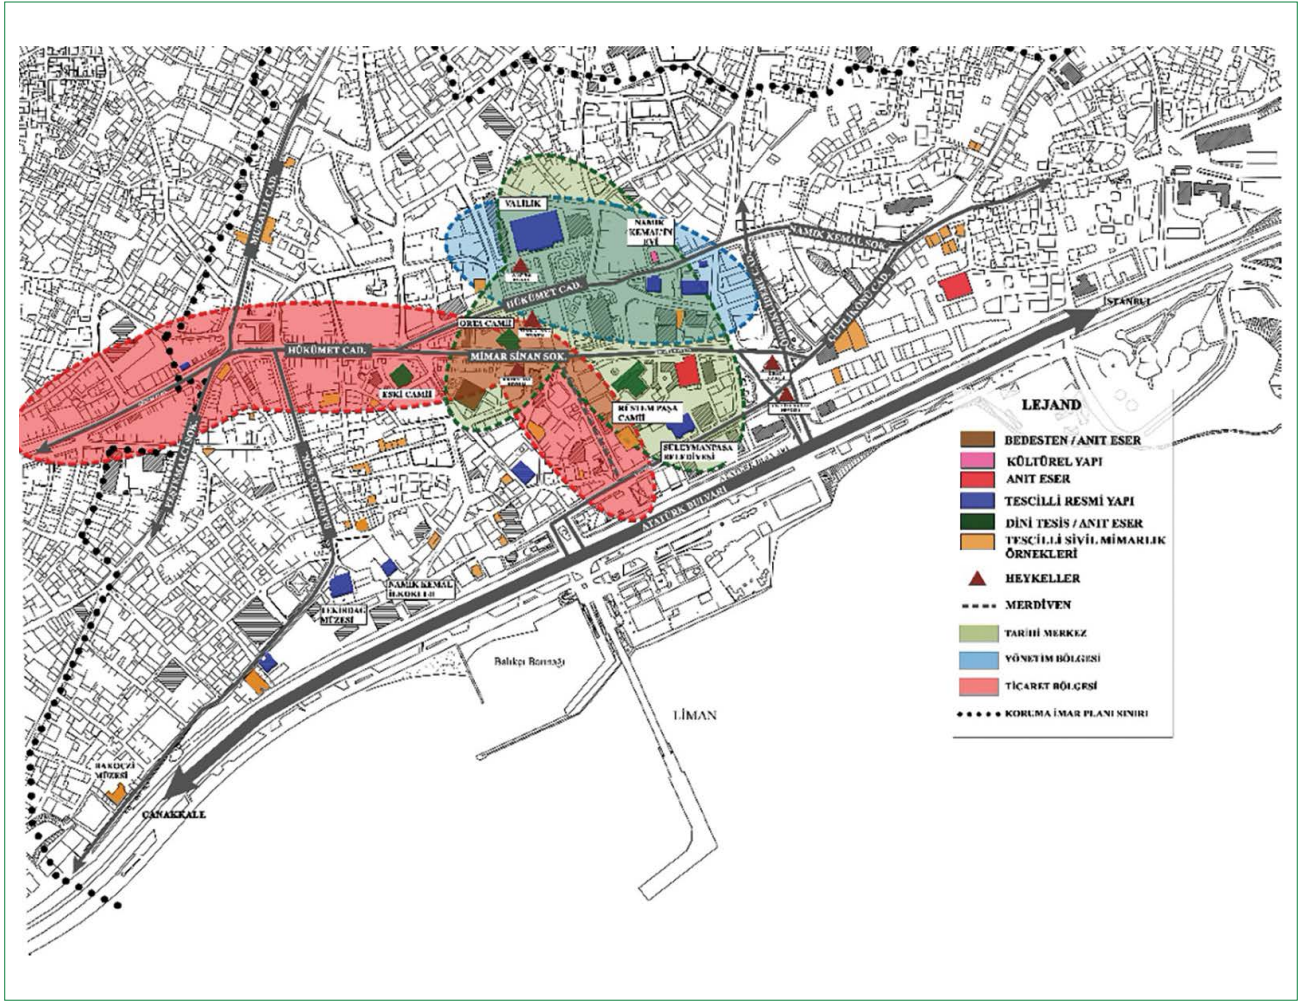 VALİLİK
NAMIK
KEMAL'İN
EVİ
MURATLI CAD.
NAMIK KEMAL SOK.
HÜKÜMET CAD.
İSTANBUL
HÜKÜMET CAD.
MİMAR SİNAN SOK.
ESKİ CAMİİ
RÜSTEM PAŞA
CAMİİ
SÜLEYMANPAŞA
BELEDİYESİ
ATATÜRK BULVARI
NAMIK KEMAL
İLKOKULU
TEKİRDAĞ
MÜZESİ
Balıkçı Barınağı
LİMAN
RAKOCZİ
MÜZESİ
ÇANAKKALE
LEJAND
BEDESTEN / ANIT ESER
KÜLTÜREL YAPI
ANIT ESER
TESCİLLİ RESMİ YAPI
DİNİ TESİS / ANIT ESER
TESCİLLİ SİVİL MİMARLIK
ÖRNEKLERİ
HEYKELLER
MERDİVEN
TARİHİ MERKEZ
YÖNETİM BÖLGESİ
TİCARET BÖLGESİ
KORUMA İMAR PLANI SINIRI